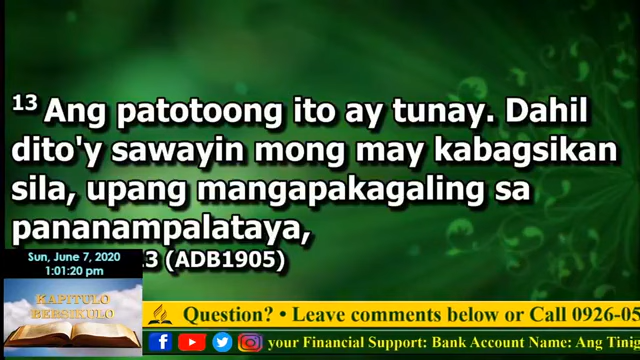 13 Ang patotoong ito ay tunay. Dahil
dito'y sawayin mong may kabagsikan
sila, upang mangapakagaling sa
pananampalataya,
13 (ADB1905)
Sun, June 7, 2020
1:01:20 pm
KAPITULO
BERSIKULO
Question? • Leave comments below or Call 0926-05
your Financial Support: Bank Account Name: Ang Tinig